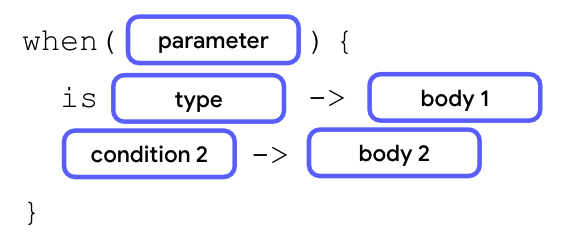 when( parameter ) {
is type -> body 1
condition 2 -> body 2
}